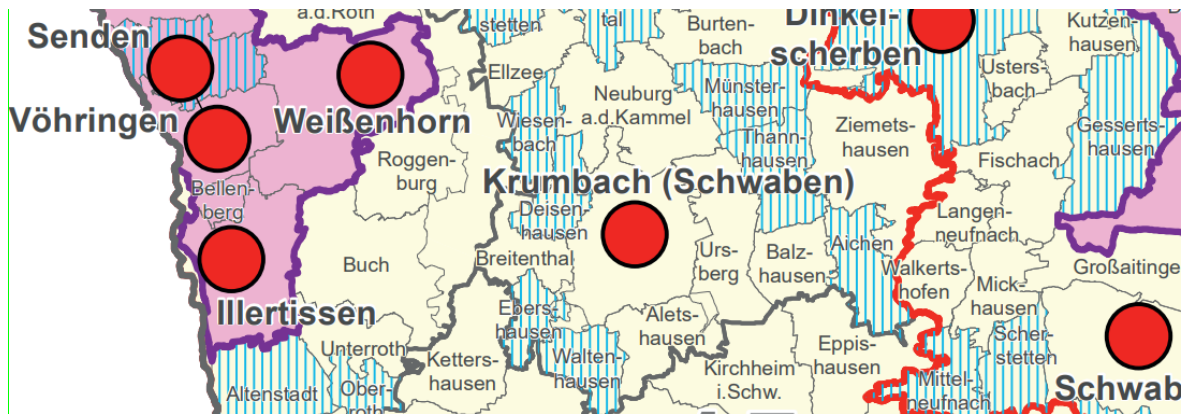 a.d.Roth
stetten
tal
Burten-
bach
Dinkel-
scherben
Kutzen-
hausen
Senden
Ellzee
Usters-
bach
Vöhringen
Weißenhorn
Neuburg
a.d.Kammel
Münster-
hausen
Ziemets-
hausen
Gesserts-
hausen
Wiesen-
bach
Thann-
hausen
Roggen-
burg
Fischach
Krumbach (Schwaben)
Bellen-
berg
Deisen-
hausen
Langen-
neufnach
Buch
Breitenthal
Urs-
berg
Balz-
hausen
Aichen
Walkerts-
hofen
Mick-
hausen
Großaitinge
Illertissen
Ebers-
hausen
Alets-
hausen
Unterroth
Ketters-
hausen
Walten-
hausen
Eppis-
hausen
Scher-
stetten
Kirchheim
i.Schw.
Altenstadt
Ober-
roth
Mittel-
neufnach
Schwab